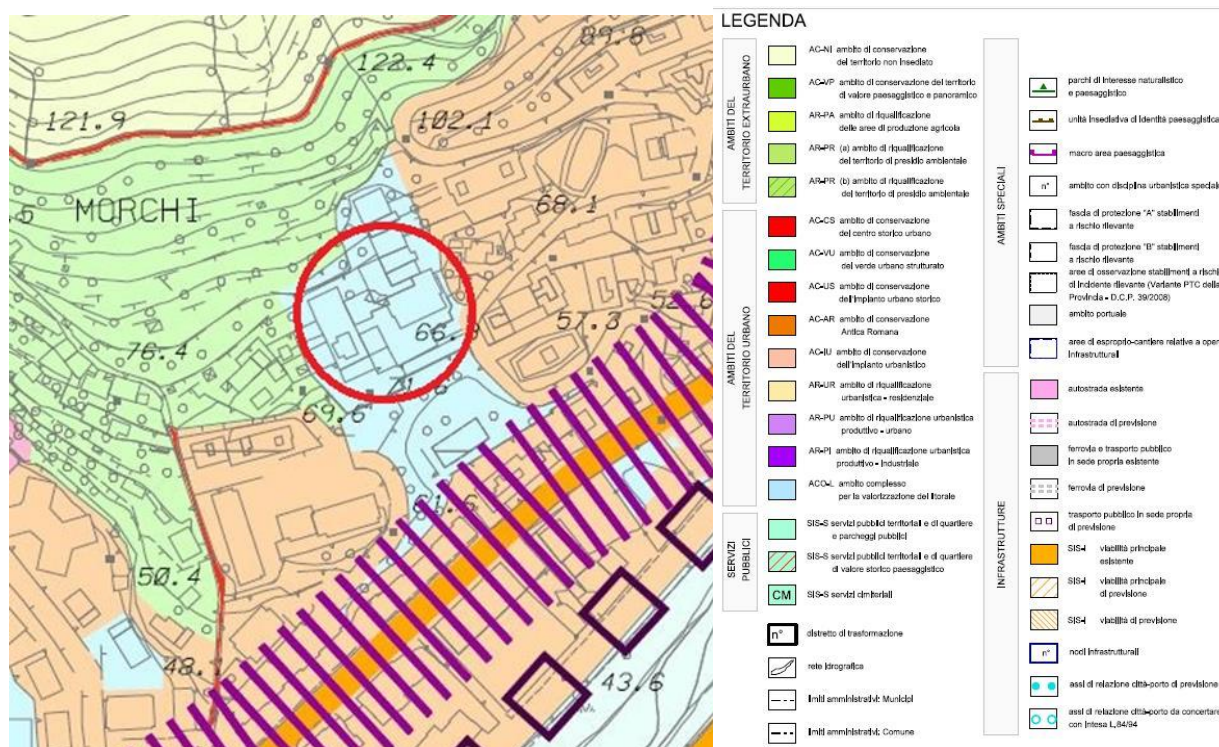 89.8
122.4
121.9
102.1
MORCHI
68.1
52.6
57.3
76.4
69.6
61.6
50.4
43.6
LEGENDA
AMBITI DEL
TERRITORIO EXTRAURBANO
AC-NI ambito di conservazione
del territorio non insediato
AC-VP ambito di conservazione del territorio
di valore paesaggistico e panoramico
AR-PA ambito di riqualificazione
delle aree di produzione agricola
AR-PR (a) ambito di riqualificazione
del territorio di presidio ambientale
AR-PR (b) ambito di riqualificazione
del territorio di presidio ambientale
AMBITI DEL
TERRITORIO URBANO
AC-CS ambito di conservazione
del centro storico urbano
AC-VU ambito di conservazione
del verde urbano strutturato
AC-US ambito di conservazione
dell'impianto urbano storico
AC-AR ambito di conservazione
Antica Romana
AC-IU ambito di conservazione
dell'impianto urbanistico
AR-UR ambito di riqualificazione
urbanistica - residenziale
AR-PU ambito di riqualificazione urbanistica
produttivo - urbano
AR-PI ambito di riqualificazione urbanistica
produttivo - industriale
ACO-L ambito complesso
per la valorizzazione del litorale
SERVIZI
PUBBLICI
SIS-S servizi pubblici territoriali e di quartiere
e parcheggi pubblici
SIS-S servizi pubblici territoriali e di quartiere
di valore storico paesaggistico
CM SIS-S servizi cimiteriali
n° distretto di trasformazione
rete idrografica
limiti amministrativi: Municipi
limiti amministrativi: Comune
AMBITI SPECIALI
parchi di interesse naturalistico
e paesaggistico
unità insediativa di identità paesaggistica
macro area paesaggistica
n° ambito con disciplina urbanistica speciale
fascia di protezione "A" stabilimenti
a rischio rilevante
fascia di protezione "B" stabilimenti
a rischio rilevante
aree di osservazione stabilimenti a rischi
di incidente rilevante (Variante PTC della
Provincia - D.C.P. 39/2008)
ambito portuale
aree di esproprio-cantiere relative a oper
infrastrutturali
INFRASTRUTTURE
autostrada esistente
autostrada di previsione
ferrovia e trasporto pubblico
in sede propria esistente
ferrovia di previsione
trasporto pubblico in sede propria
di previsione
SIS-I viabilità principale
esistente
SIS-I viabilità principale
di previsione
SIS-I viabilità di previsione
n° nodi infrastrutturali
assi di relazione città-porto di previsione
assi di relazione città-porto da concertare
con intesa L.84/94